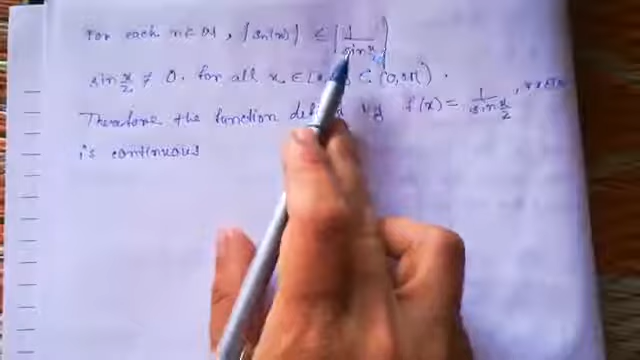 For each n ∈ ℕ, |Sn(x)| ≤ |1/sin x/2|
sin x/2 ≠ 0. for all x ∈ [a, b] ⊂ (0, 2π).
Therefore the function defined by f(x) = 1/sin x/2, ∀x ∈
is continuous